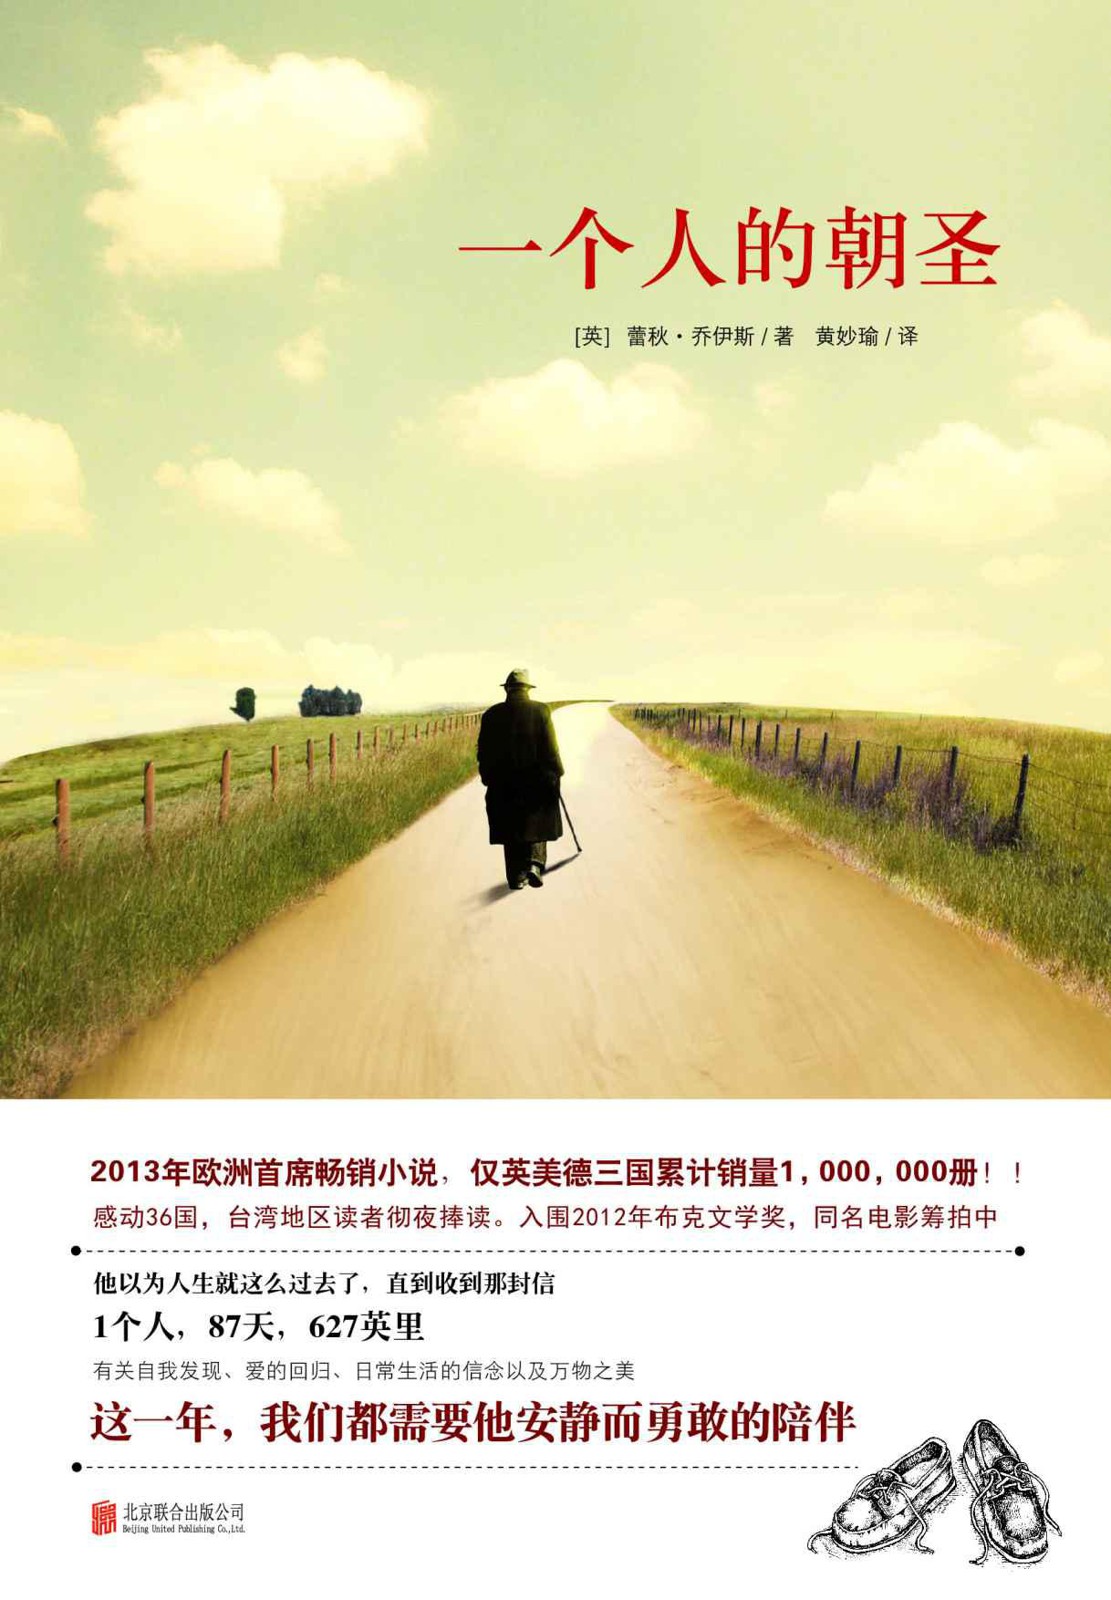 一个人的朝圣
[英] 蕾秋·乔伊斯 / 著 黄妙瑜 / 译
2013年欧洲首席畅销小说，仅英美德三国累计销量1，000，000册！！
感动36国，台湾地区读者彻夜捧读。入围2012年布克文学奖，同名电影筹拍中
他以为人生就这么过去了，直到收到那封信
1个人，87天，627英里
有关自我发现、爱的回归、日常生活的信念以及万物之美
这一年，我们都需要他安静而勇敢的陪伴
北京联合出版公司
Beijing United Publishing Co.,Ltd.